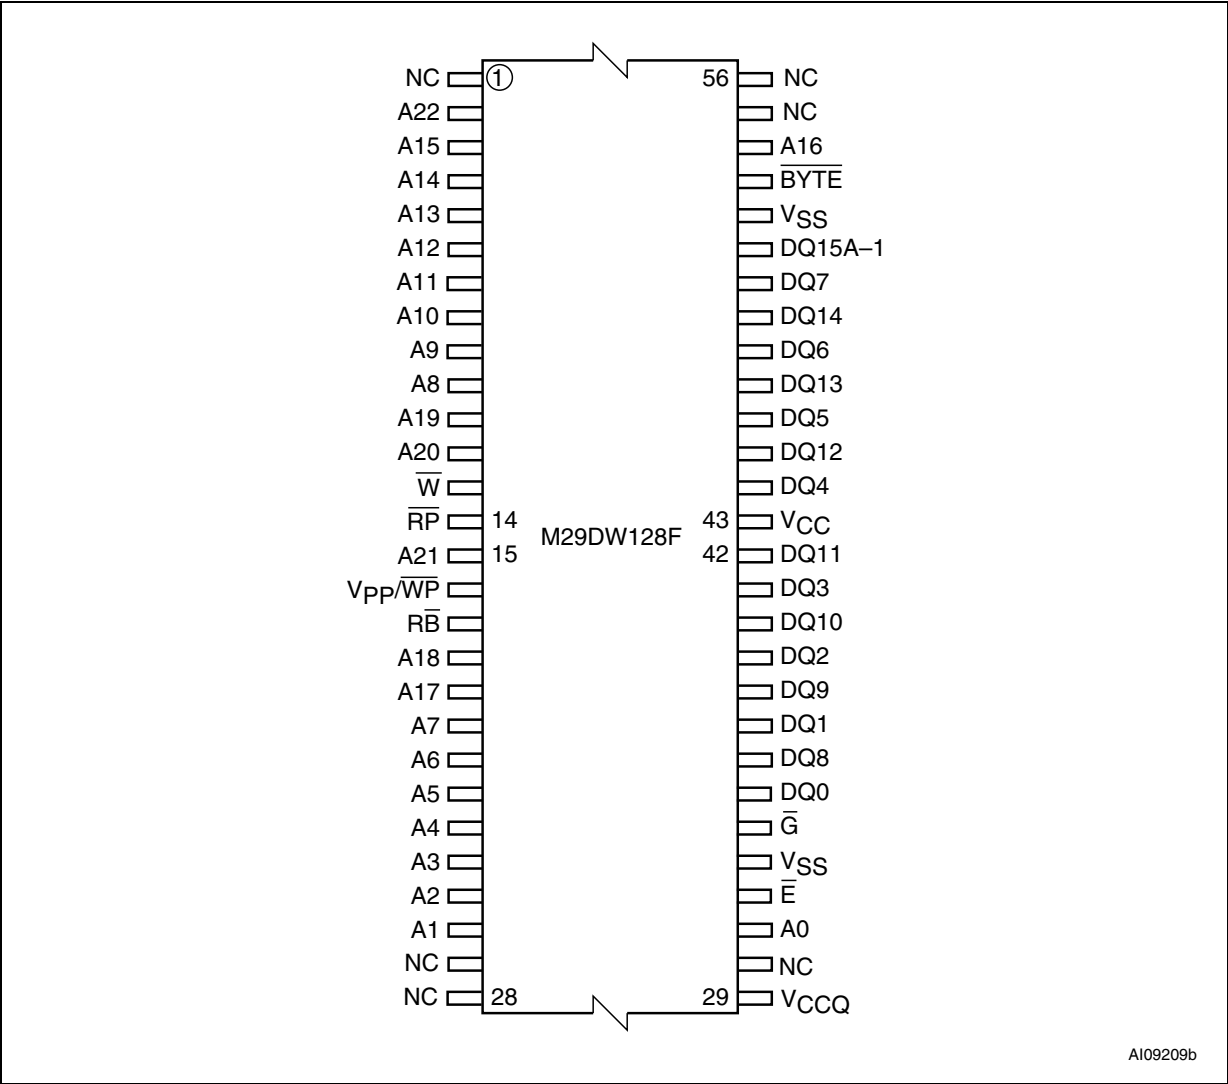 NC 1 56 NC
A22 NC
A15 A16
A14 B̅Y̅T̅E̅
A13 VSS
A12 DQ15A–1
A11 DQ7
A10 DQ14
A9 DQ6
A8 DQ13
A19 DQ5
A20 DQ12
W̅ DQ4
R̅P̅ 14 43 VCC
M29DW128F
A21 15 42 DQ11
VPP/W̅P̅ DQ3
RB̅ DQ10
A18 DQ2
A17 DQ9
A7 DQ1
A6 DQ8
A5 DQ0
A4 G̅
A3 VSS
A2 E̅
A1 A0
NC NC
NC 28 29 VCCQ
AI09209b